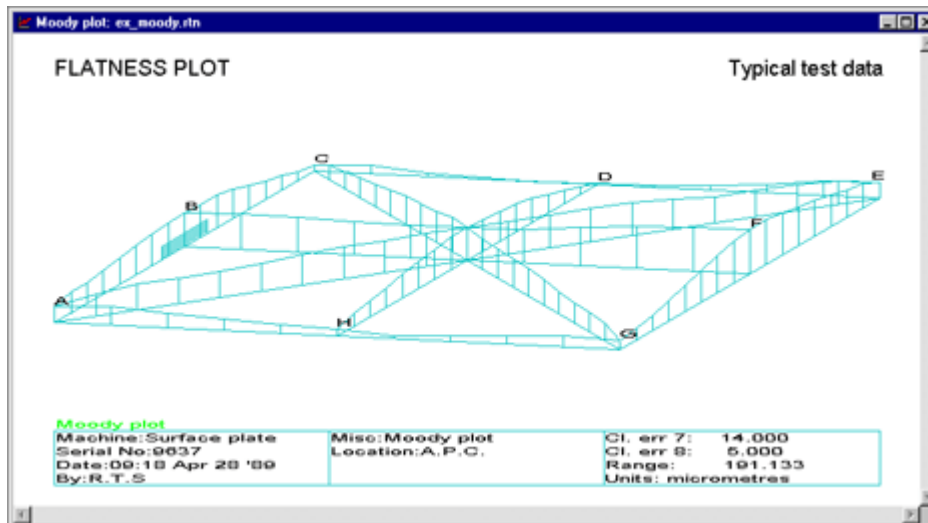 Moody plot: ex_moody.rtn
FLATNESS PLOT
Typical test data
C
D
E
B
F
A
H
G
Moody plot
Machine:Surface plate
Serial No:9637
Date:09:18 Apr 28 '89
By:R.T.S
Misc:Moody plot
Location:A.P.C.
Cl. err 7: 14.000
Cl. err 8: 5.000
Range: 191.133
Units: micrometres